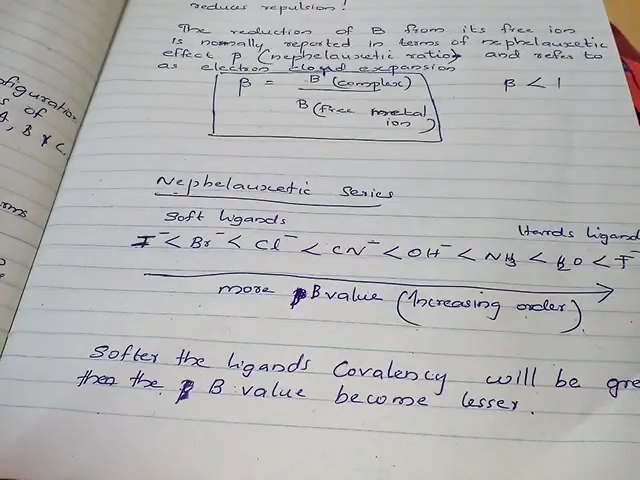 reduces repulsion!
The reduction of B from its free ion
is normally reported in terms of nephelauxetic
effect β (nephelauxetic ratio) and refers to
as electron cloud expansion
β = B (complex) / B (free metal ion) β < 1
Nephelauxetic Series
Soft ligands Hards ligand
I⁻ < Br⁻ < Cl⁻ < CN⁻ < OH⁻ < NH₃ < H₂O < F⁻
more B value (Increasing order)
Softer the ligands Covalency will be gre
then the B value become lesser.
of
A, B & C.